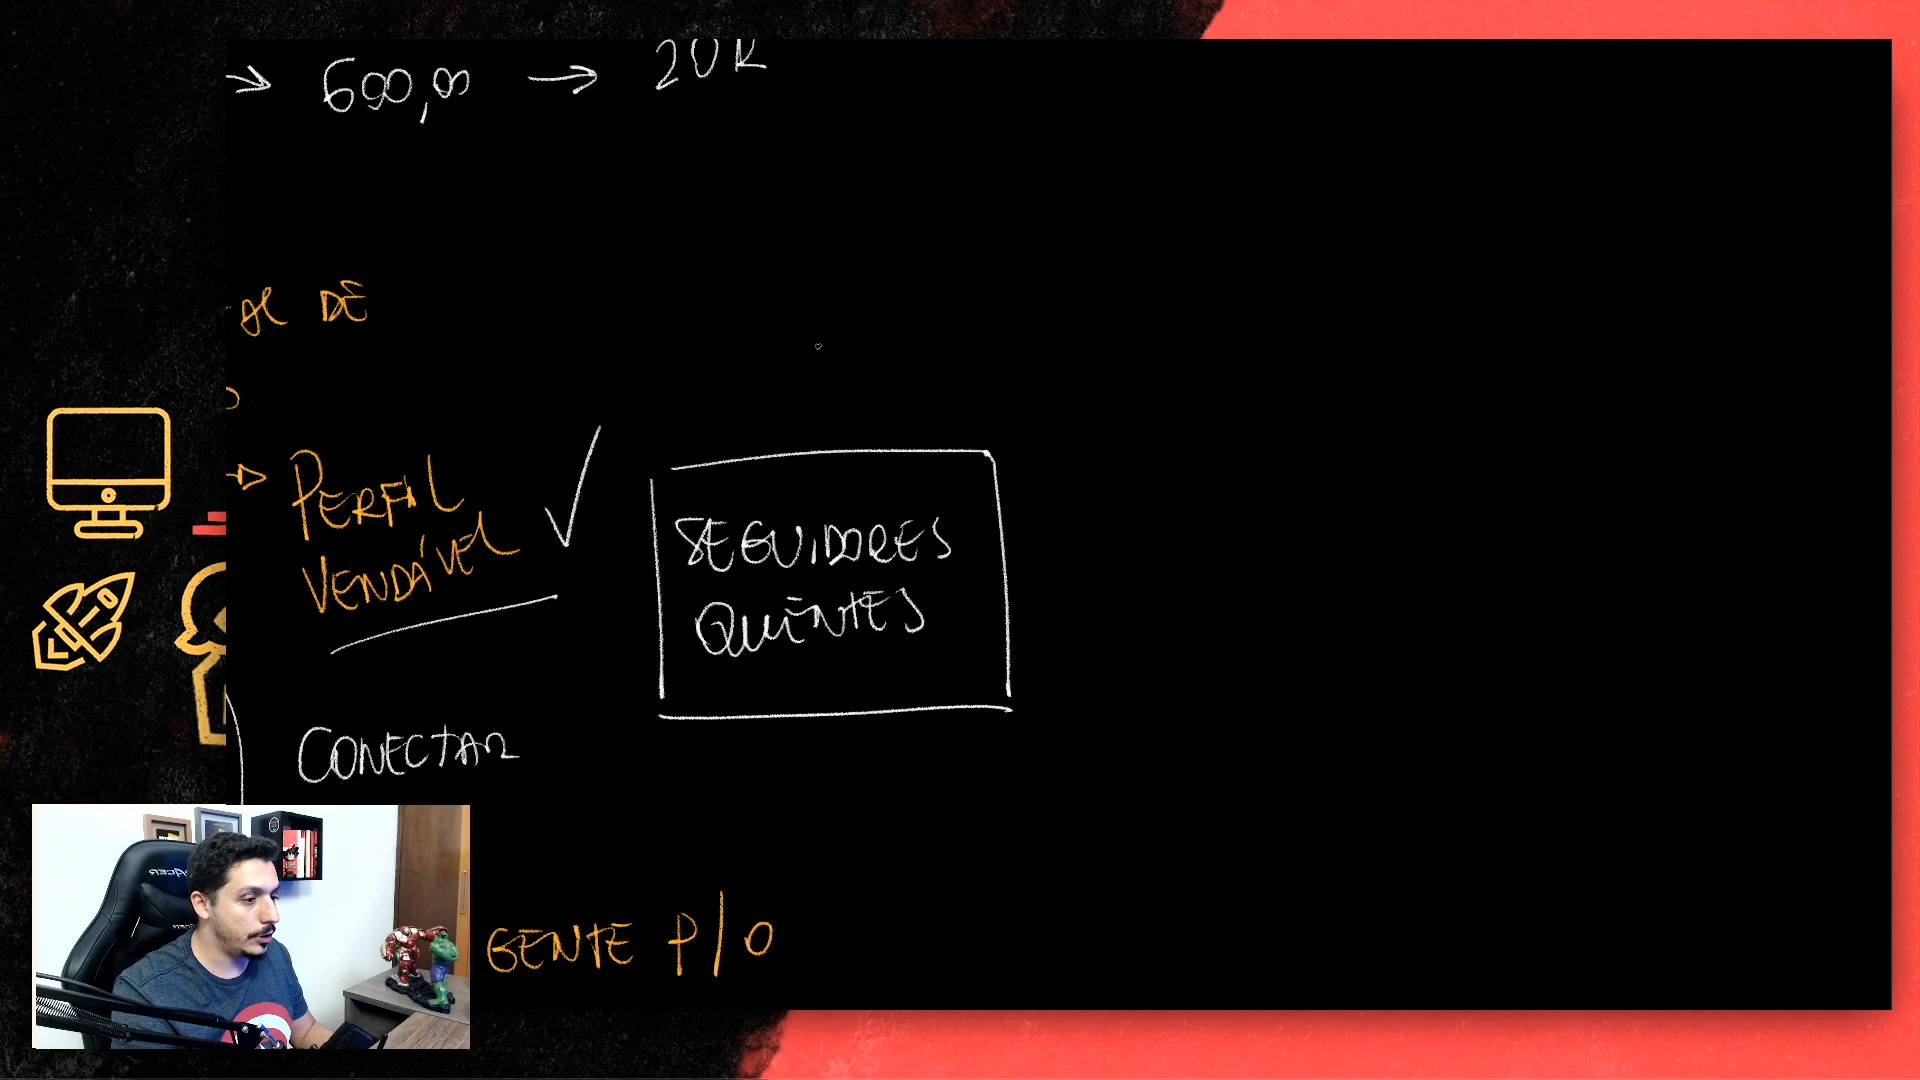 → 600,00 → 20K
DE
→ PERFIL
VENDÁVEL
SEGUIDORES
QUENTES
CONECTAR
GENTE P/ O